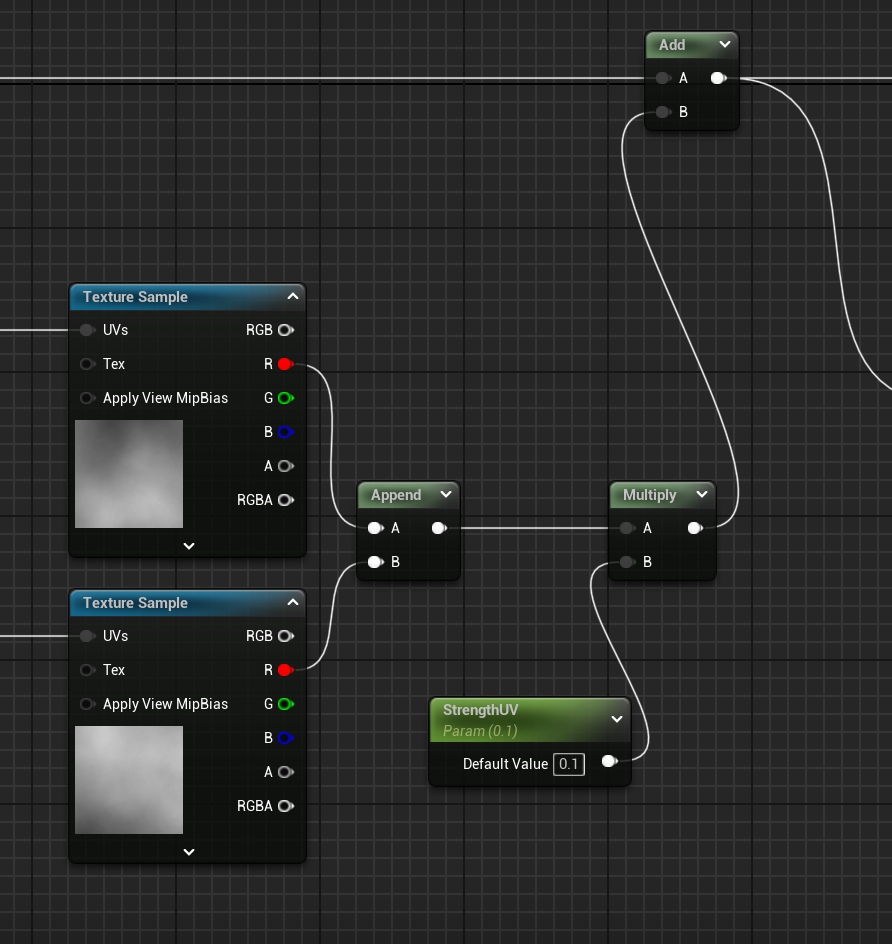 Add
A
B
Texture Sample
UVs RGB
Tex R
Apply View MipBias G
B
A
RGBA
Append
A
B
Multiply
A
B
Texture Sample
UVs RGB
Tex R
Apply View MipBias G
B
A
RGBA
StrengthUV
Param (0.1)
Default Value 0.1